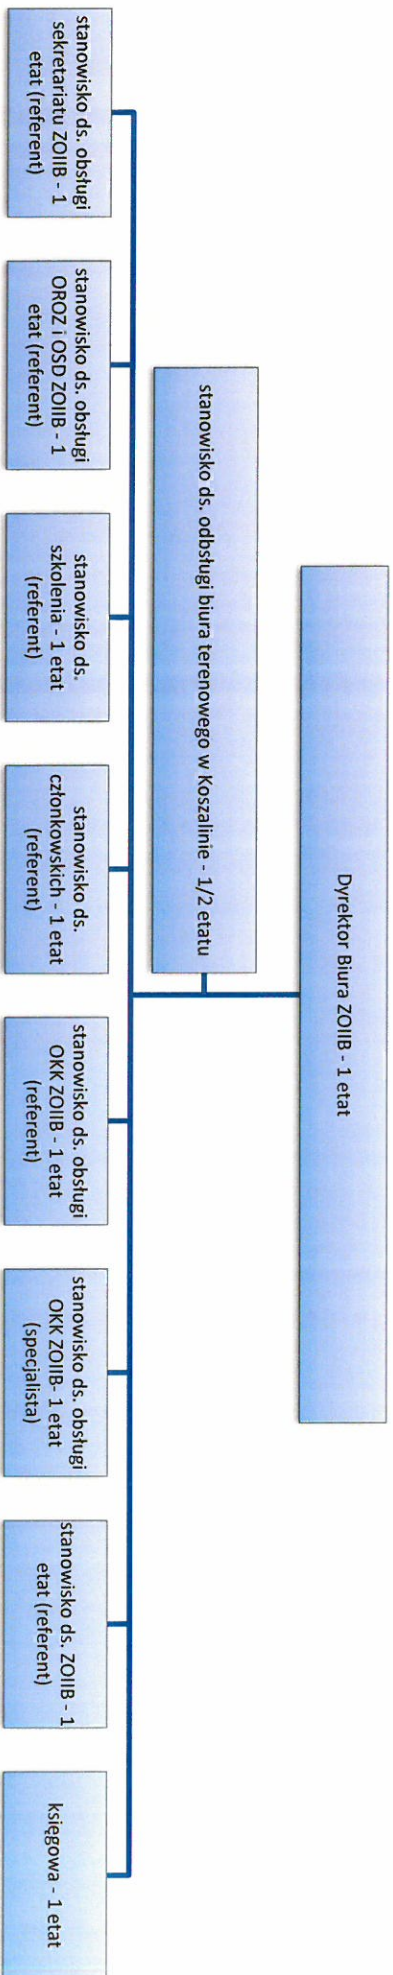 Dyrektor Biura ZOIIB - 1 etat
stanowisko ds. odbsługi biura terenowego w Koszalinie - 1/2 etatu
stanowisko ds. obsługi
sekretariatu ZOIIB - 1
etat (referent)
stanowisko ds. obsługi
OROZ i OSD ZOIIB - 1
etat (referent)
stanowisko ds.
szkolenia - 1 etat
(referent)
stanowisko ds.
członkowskich - 1 etat
(referent)
stanowisko ds. obsługi
OKK ZOIIB - 1 etat
(referent)
stanowisko ds. obsługi
OKK ZOIIB- 1 etat
(specjalista)
stanowisko ds. ZOIIB - 1
etat (referent)
księgowa - 1 etat